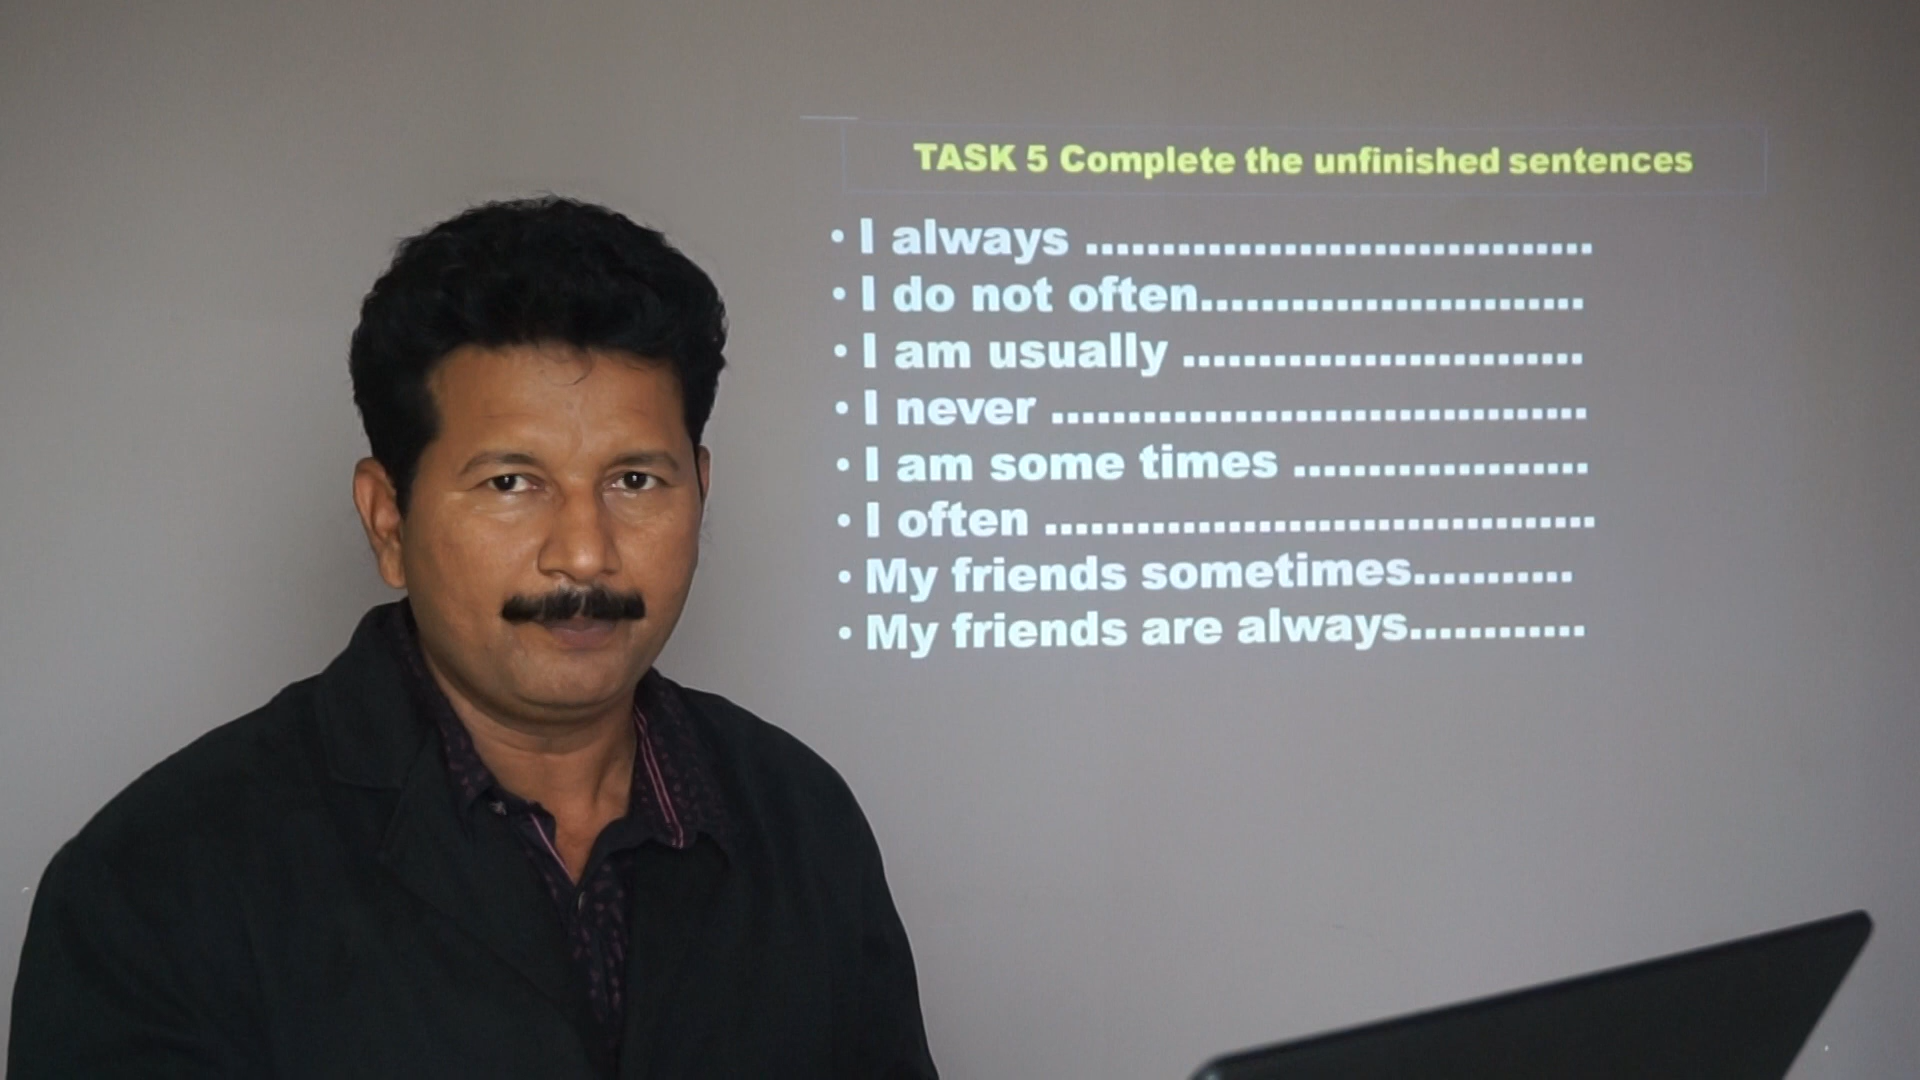 TASK 5 Complete the unfinished sentences
• I always .................................
• I do not often.........................
• I am usually ..........................
• I never ...................................
• I am some times ...................
• I often ....................................
• My friends sometimes...........
• My friends are always............